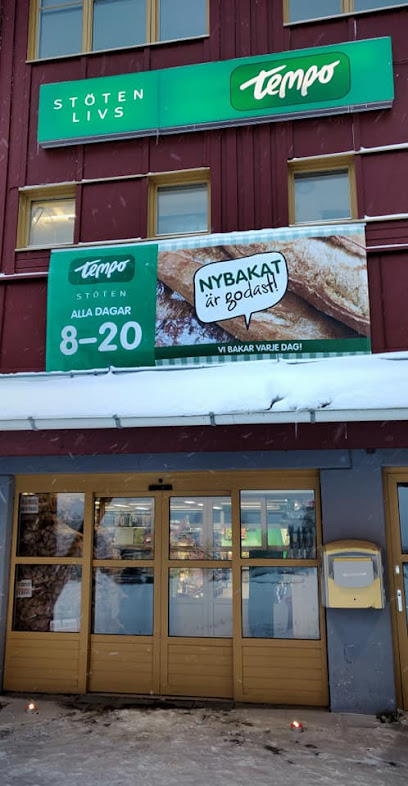 STÖTEN
LIVS
Tempo
Tempo
STÖTEN
ALLA DAGAR
8–20
NYBAKAT
är godast!
VI BAKAR VARJE DAG!